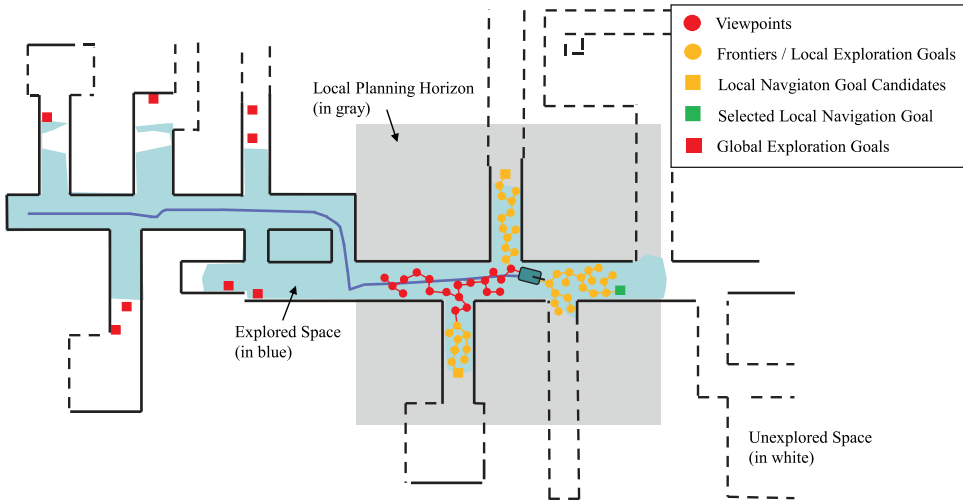 Viewpoints
Frontiers / Local Exploration Goals
Local Navgiaton Goal Candidates
Selected Local Navigation Goal
Global Exploration Goals
Local Planning Horizon
(in gray)
Explored Space
(in blue)
Unexplored Space
(in white)